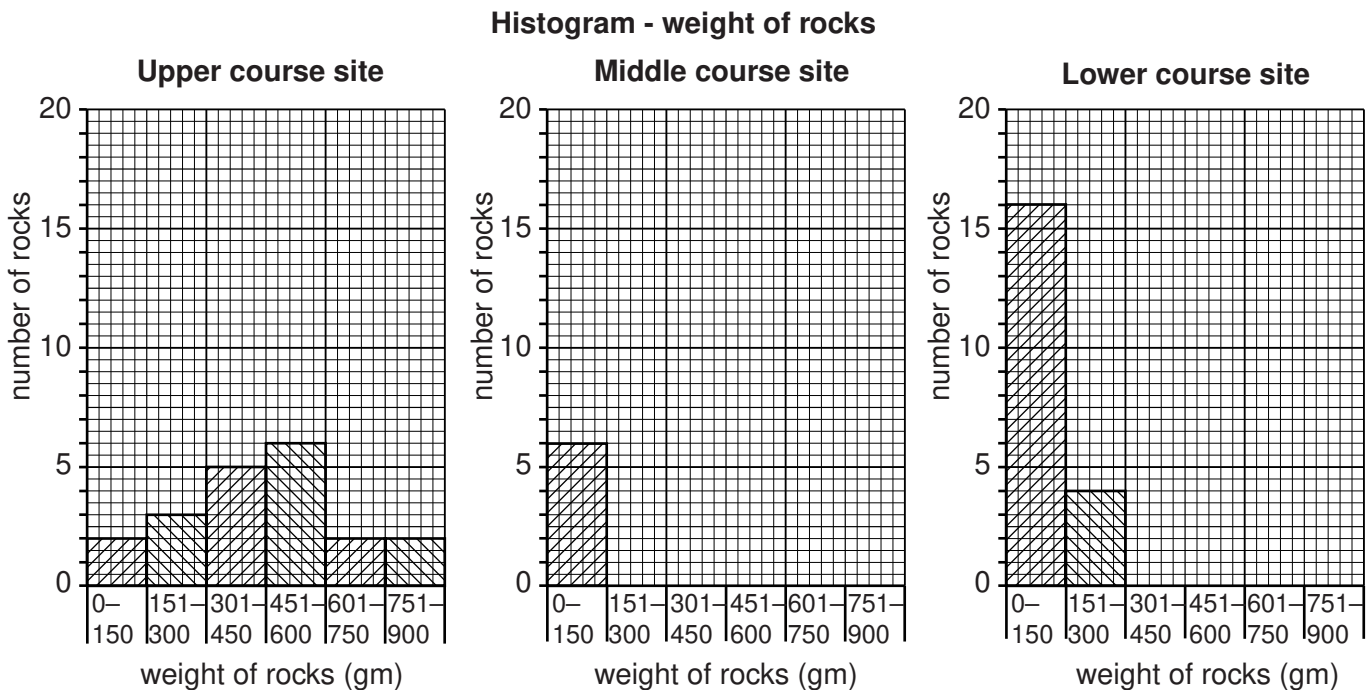 Histogram - weight of rocks
Upper course site
20
15
10
5
0
number of rocks
0– 151– 301– 451– 601– 751–
150 300 450 600 750 900
weight of rocks (gm)
Middle course site
20
15
10
5
0
number of rocks
0– 151– 301– 451– 601– 751–
150 300 450 600 750 900
weight of rocks (gm)
Lower course site
20
15
10
5
0
number of rocks
0– 151– 301– 451– 601– 751–
150 300 450 600 750 900
weight of rocks (gm)